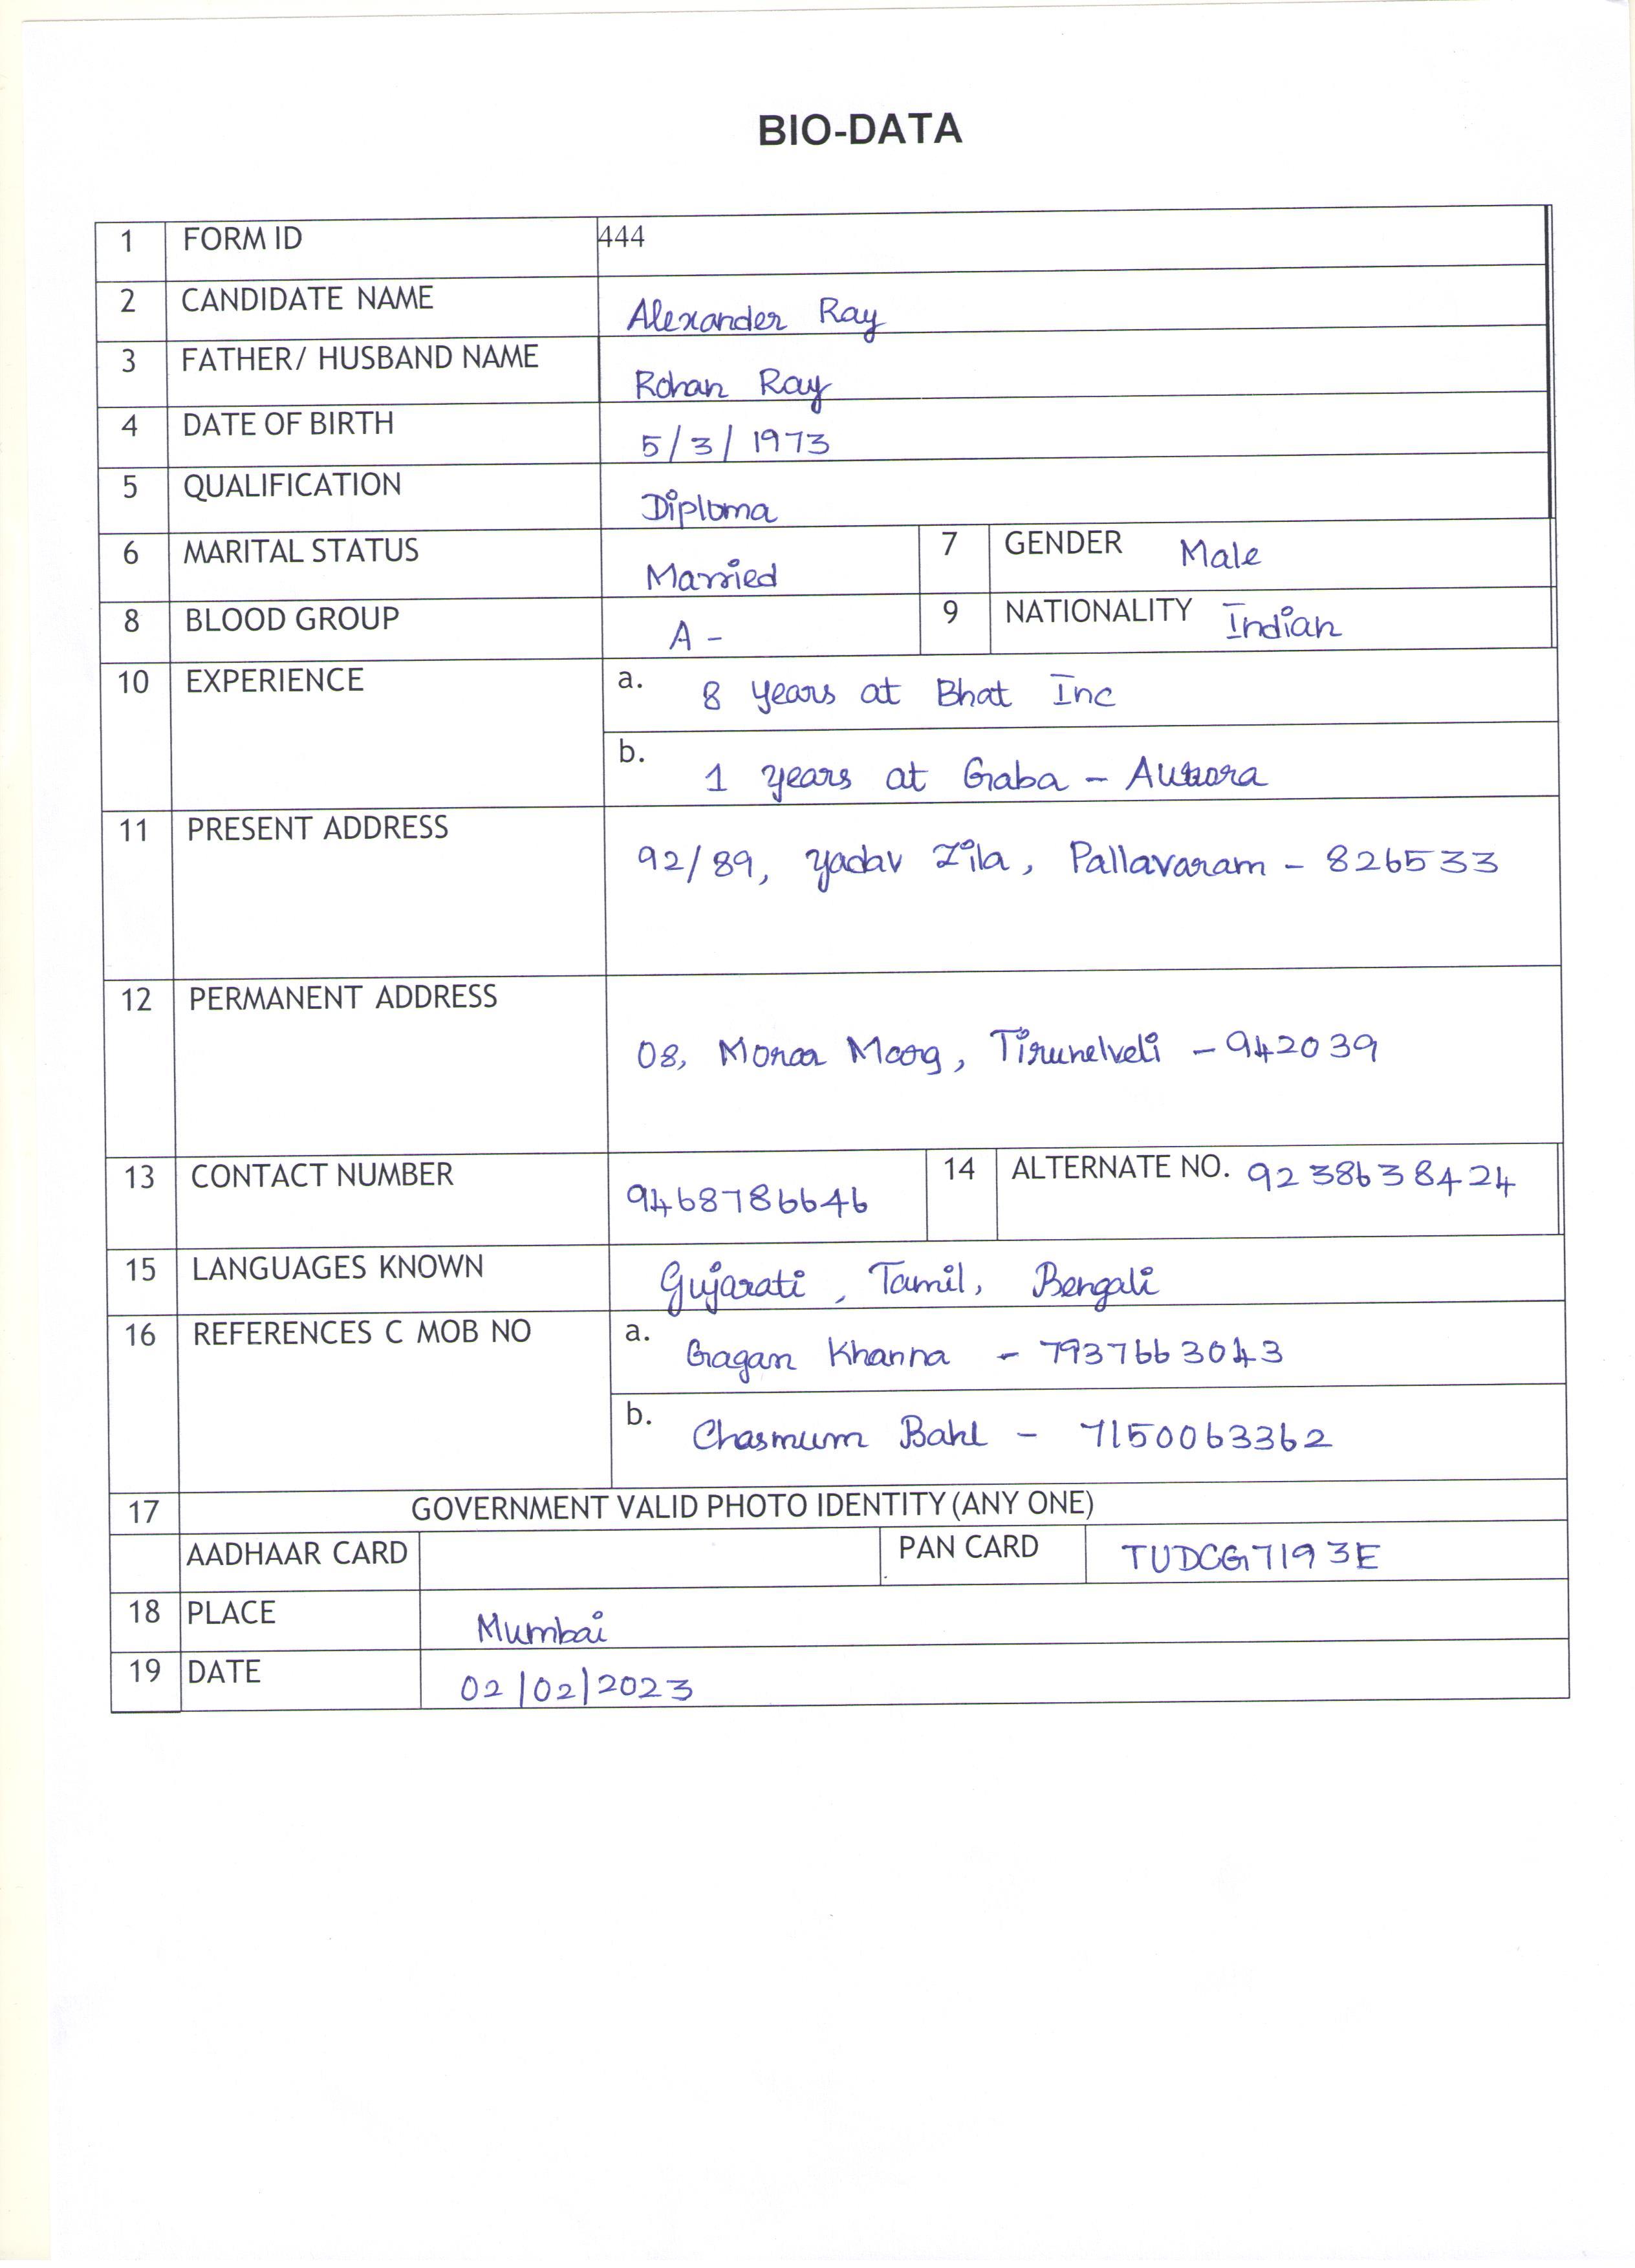 BIO-DATA
1 FORM ID 444
2 CANDIDATE NAME Alexander Ray
3 FATHER/ HUSBAND NAME Rohan Ray
4 DATE OF BIRTH 5/3/1973
5 QUALIFICATION Diploma
6 MARITAL STATUS Married 7 GENDER Male
8 BLOOD GROUP A- 9 NATIONALITY Indian
10 EXPERIENCE a. 8 years at Bhat Inc
b. 1 years at Gaba - Aurora
11 PRESENT ADDRESS 92/89, Yadav Zila, Pallavaram - 826533
12 PERMANENT ADDRESS 08, Moraa Moog, Tirunelveli - 942039
13 CONTACT NUMBER 9468786646 14 ALTERNATE NO. 9238638424
15 LANGUAGES KNOWN Gujarati, Tamil, Bengali
16 REFERENCES C MOB NO a. Gagan Khanna - 7937663043
b. Chasmum Bahl - 7150063362
17 GOVERNMENT VALID PHOTO IDENTITY (ANY ONE)
AADHAAR CARD PAN CARD TUDCG7193E
18 PLACE Mumbai
19 DATE 02/02/2023